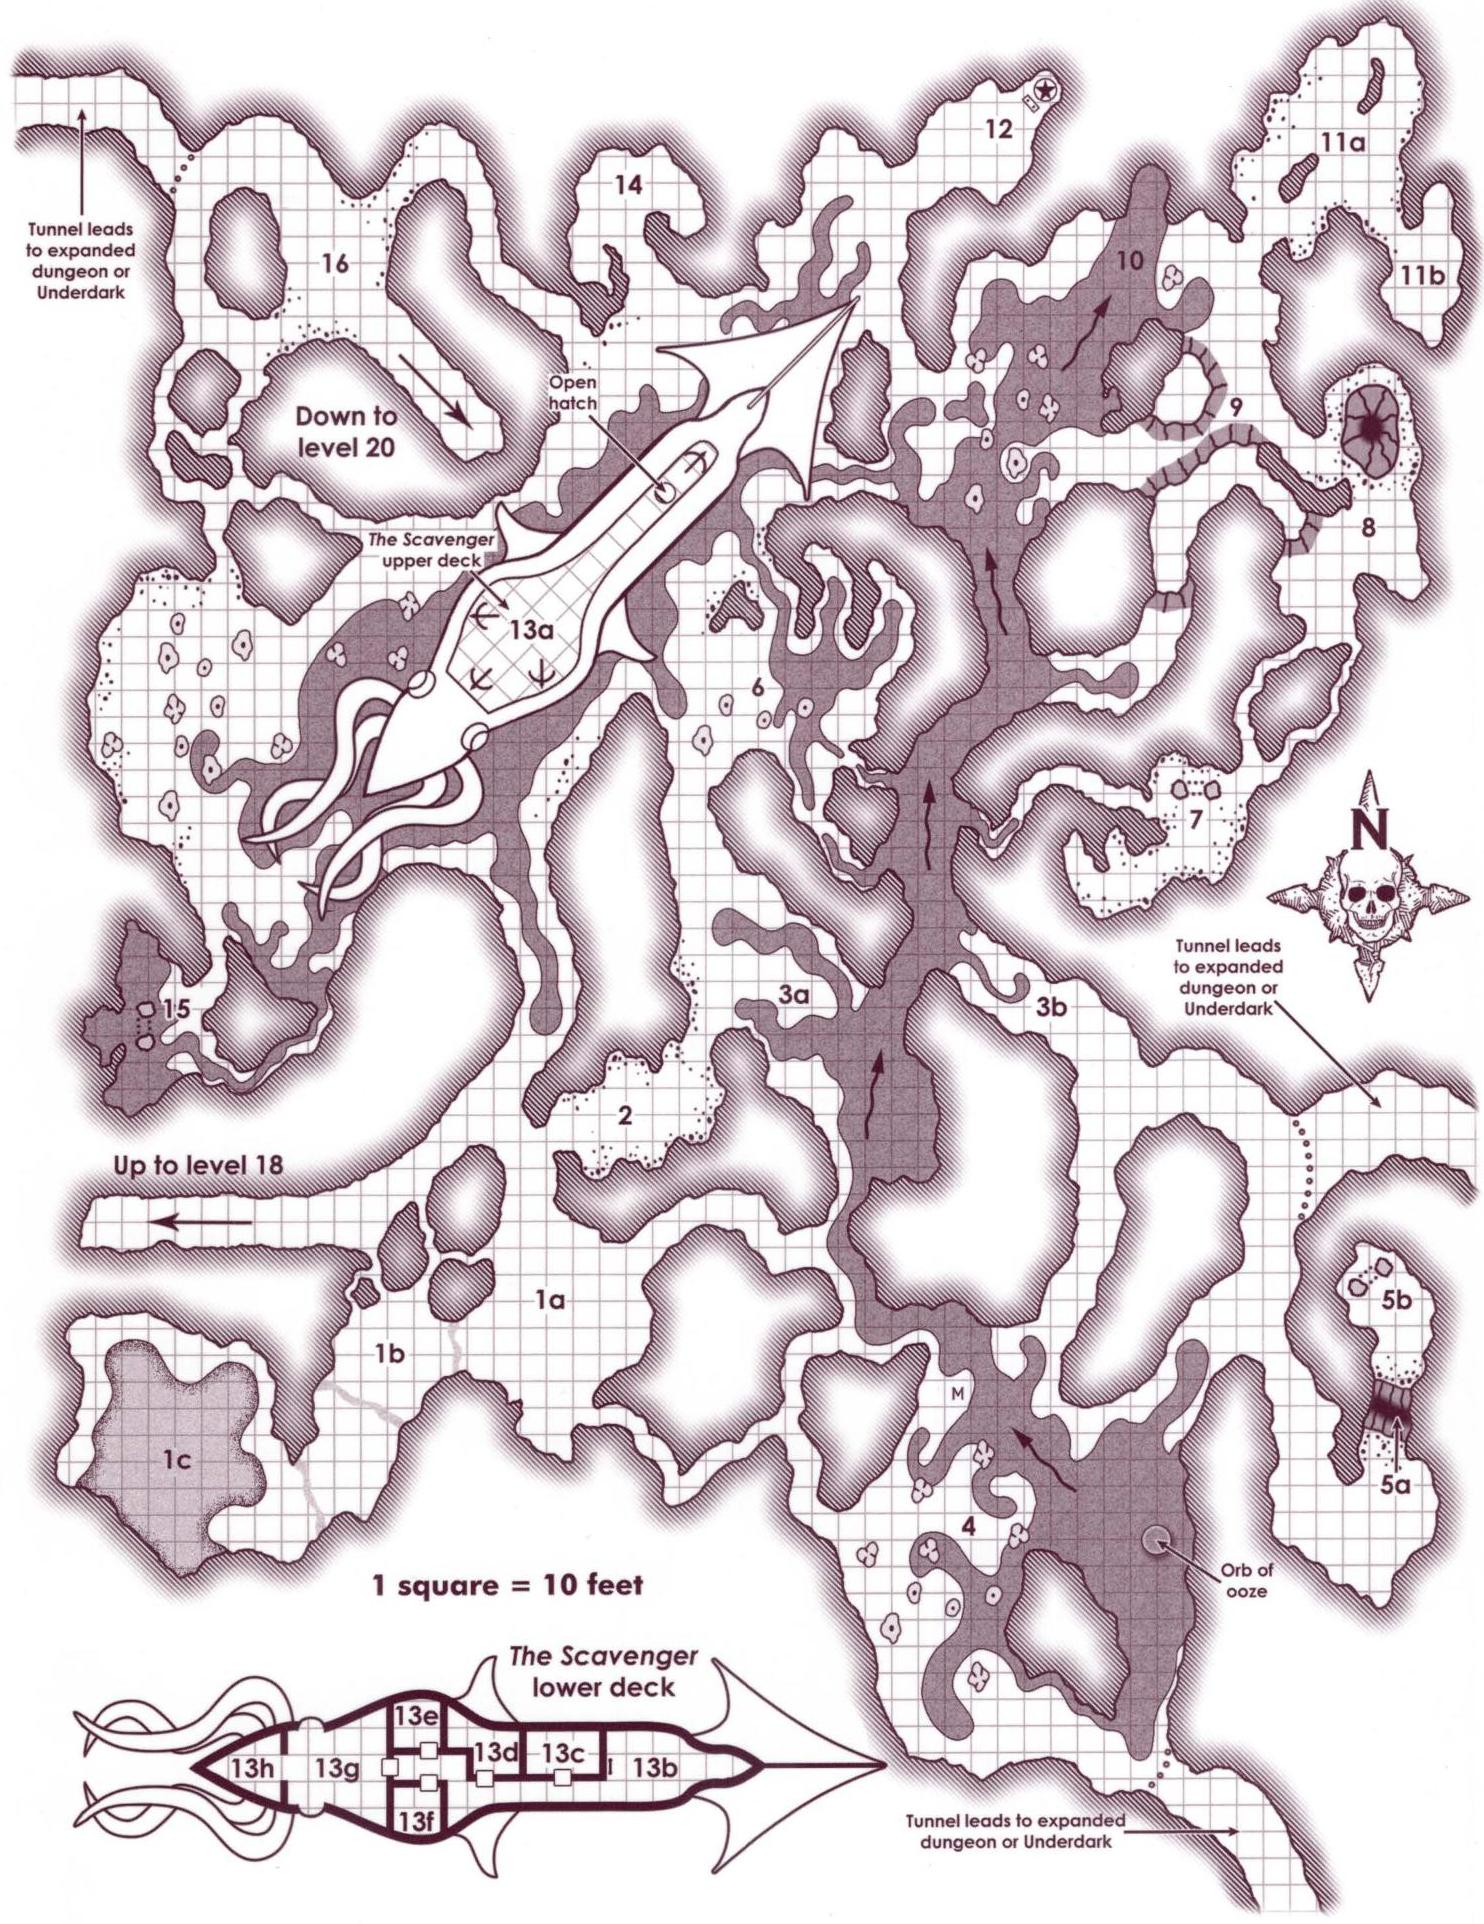 12
11a
14
Tunnel leads
to expanded
dungeon or
Underdark
16
10
11b
Open
hatch
Down to
level 20
9
8
The Scavenger
upper deck
8
13a
6
7
N
Tunnel leads
to expanded
dungeon or
Underdark
3a
15
3b
2
Up to level 18
1a
5b
1b
M
1c
5a
4
1 square = 10 feet
Orb of
ooze
The Scavenger
lower deck
13e
13d
13c
13h
13g
13b
13f
Tunnel leads to expanded
dungeon or Underdark